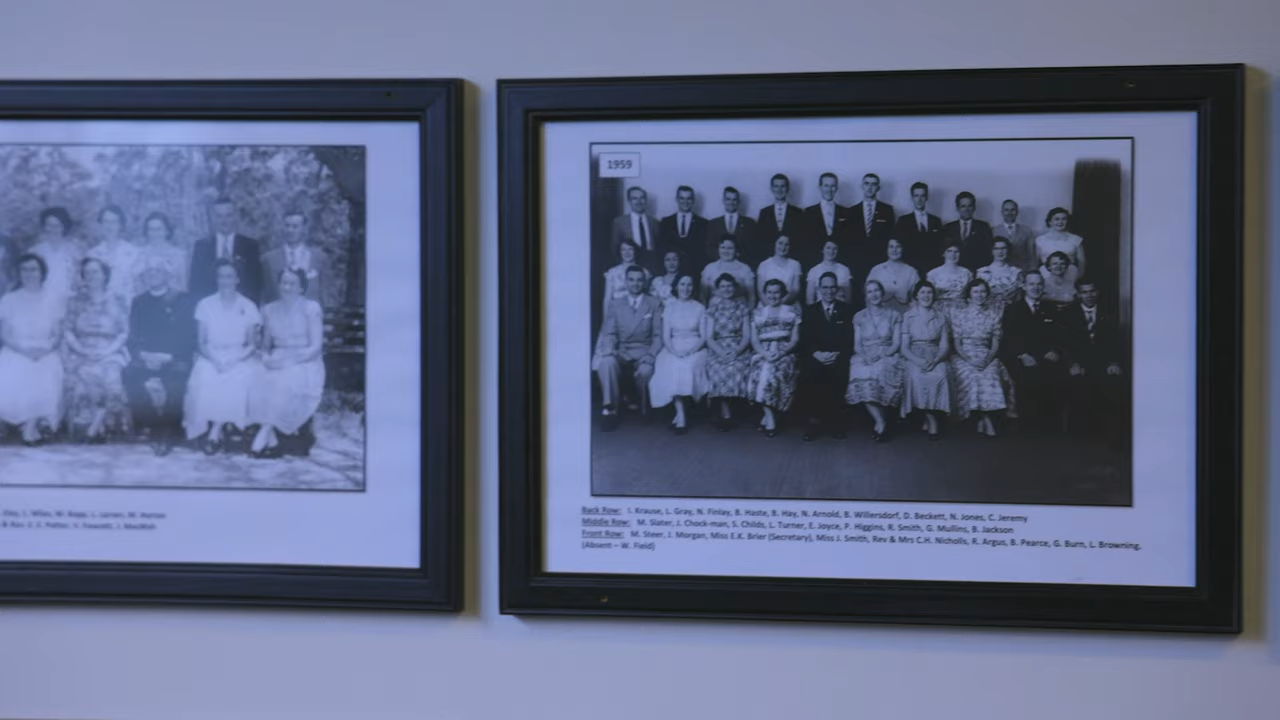 1959
Back Row: I. Krause, L. Gray, N. Finlay, B. Haste, B. Hay, N. Arnold, B. Willersdorf, D. Beckett, N. Jones, C. Jeremy
Middle Row: M. Slater, J. Chock-man, S. Childs, L. Turner, E. Joyce, P. Higgins, R. Smith, G. Mullins, B. Jackson
Front Row: M. Steer, J. Morgan, Miss E.K. Brier (Secretary), Miss J. Smith, Rev & Mrs C.H. Nicholls, R. Argus, B. Pearce, G. Burn, L. Browning.
(Absent – W. Field)